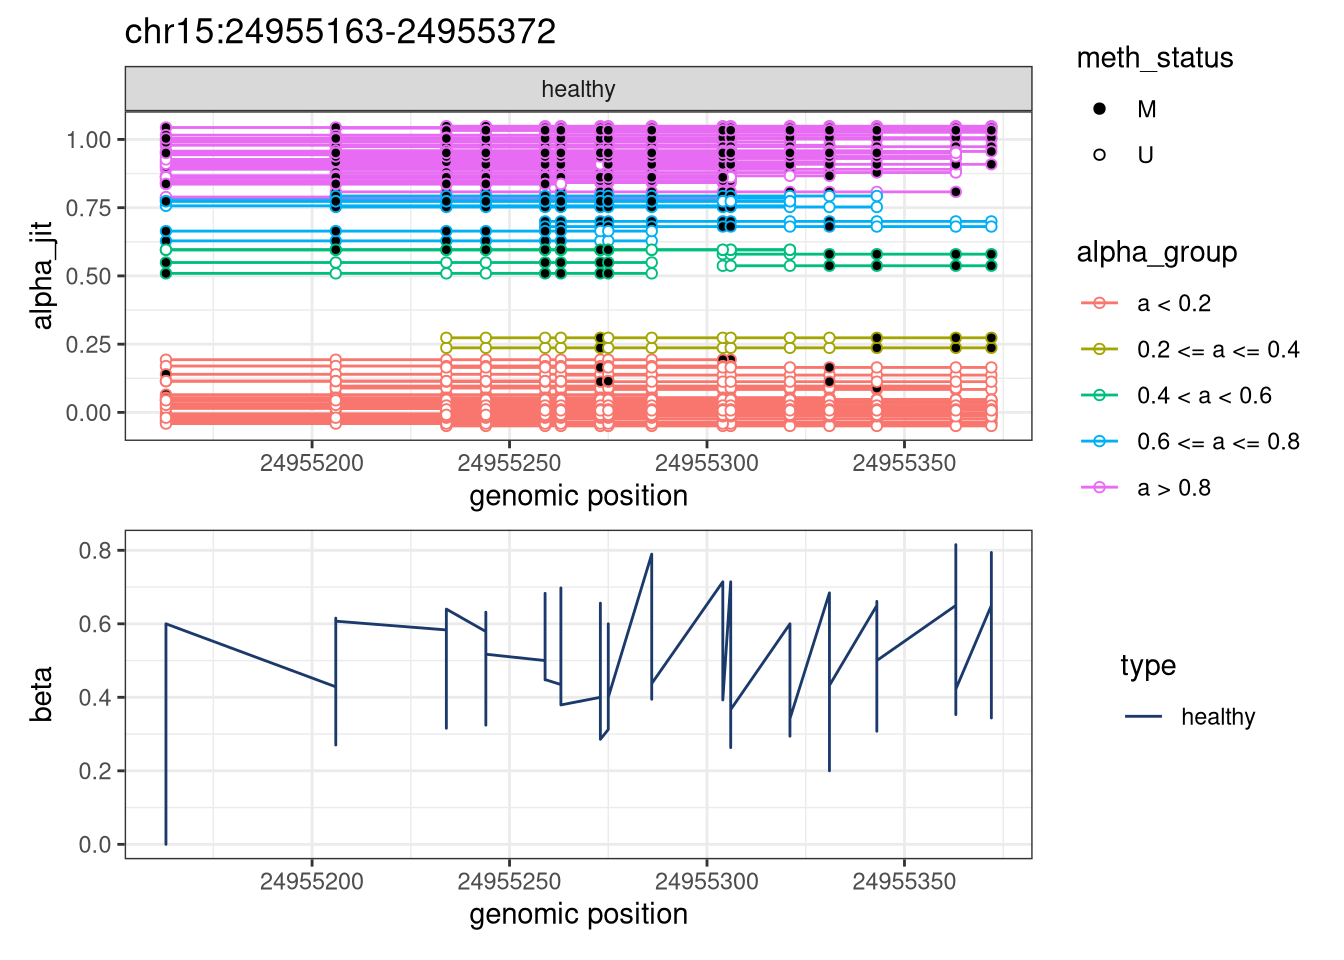 chr15:24955163-24955372
healthy
1.00
0.75
0.50
0.25
0.00
alpha_jit
24955200 24955250 24955300 24955350
genomic position
meth_status
M
U
alpha_group
a < 0.2
0.2 <= a <= 0.4
0.4 < a < 0.6
0.6 <= a <= 0.8
a > 0.8
0.8
0.6
0.4
0.2
0.0
beta
24955200 24955250 24955300 24955350
genomic position
type
healthy